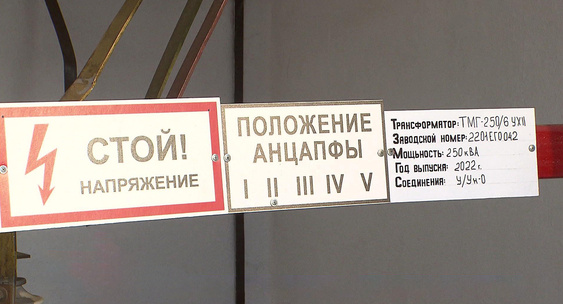 СТОЙ!
НАПРЯЖЕНИЕ
ПОЛОЖЕНИЕ
АНЦАПФЫ
I II III IV V
ТРАНСФОРМАТОР: ТМГ-250/6 УХЛ
ЗАВОДСКОЙ НОМЕР: 2201ЕГ0042
МОЩНОСТЬ: 250 кВА
ГОД ВЫПУСКА: 2022 г.
СОЕДИНЕНИЯ: У/Ун-0